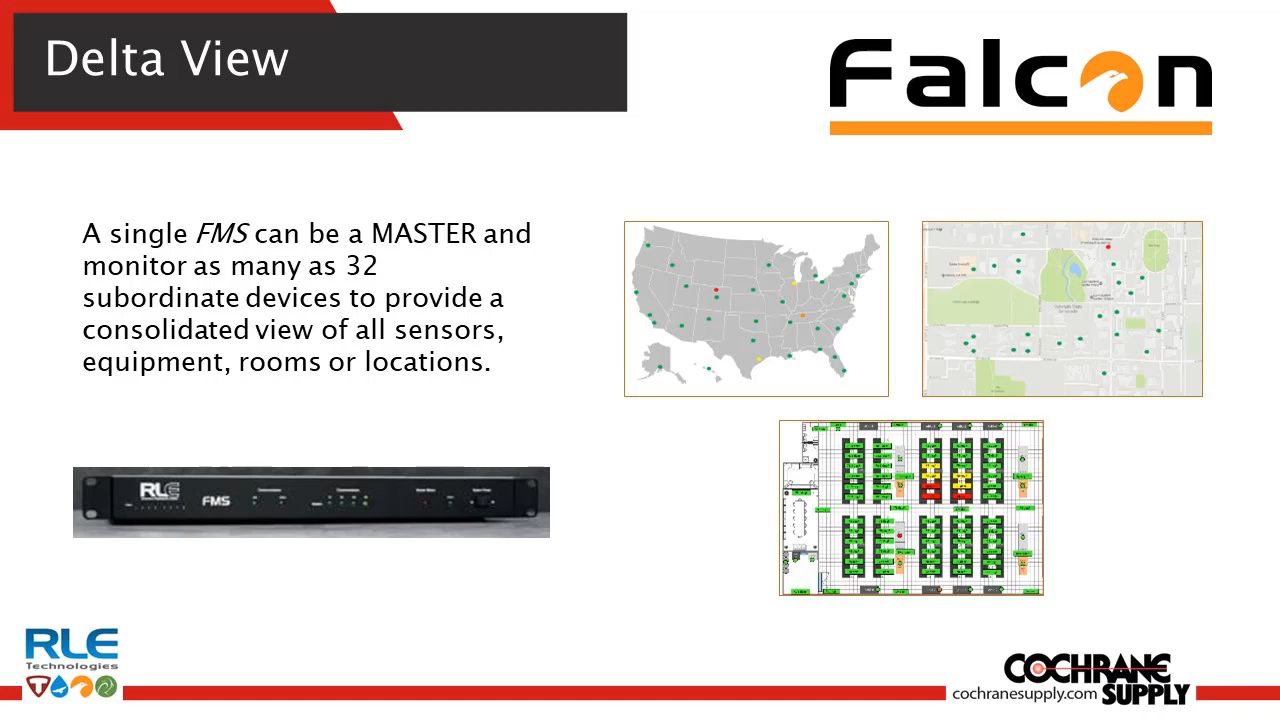 Delta View
Falcon
A single FMS can be a MASTER and
monitor as many as 32
subordinate devices to provide a
consolidated view of all sensors,
equipment, rooms or locations.
RLE
FMS
RLE
Technologies
COCHRANE
cochranesupply.com SUPPLY